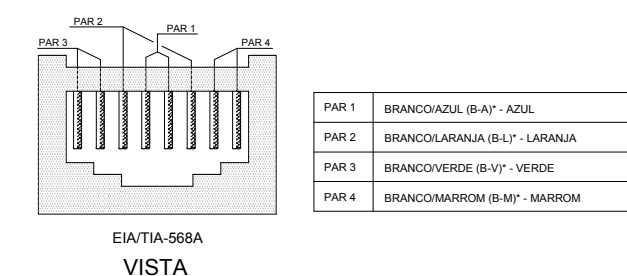 PAR 2
PAR 1
PAR 3
PAR 4
EIA/TIA-568A
VISTA
PAR 1 BRANCO/AZUL (B-A)* - AZUL
PAR 2 BRANCO/LARANJA (B-L)* - LARANJA
PAR 3 BRANCO/VERDE (B-V)* - VERDE
PAR 4 BRANCO/MARROM (B-M)* - MARROM